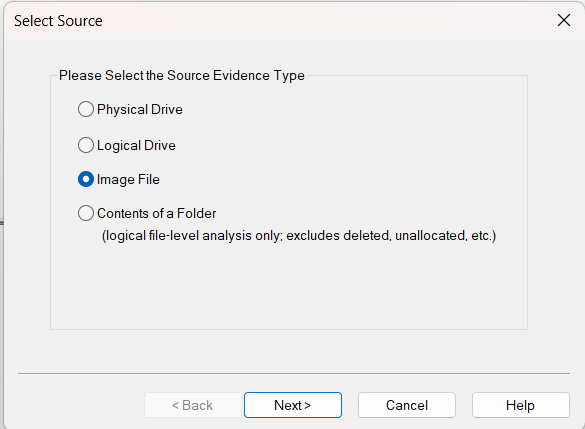 Select Source
Please Select the Source Evidence Type
Physical Drive
Logical Drive
Image File
Contents of a Folder
(logical file-level analysis only; excludes deleted, unallocated, etc.)
< Back Next > Cancel Help